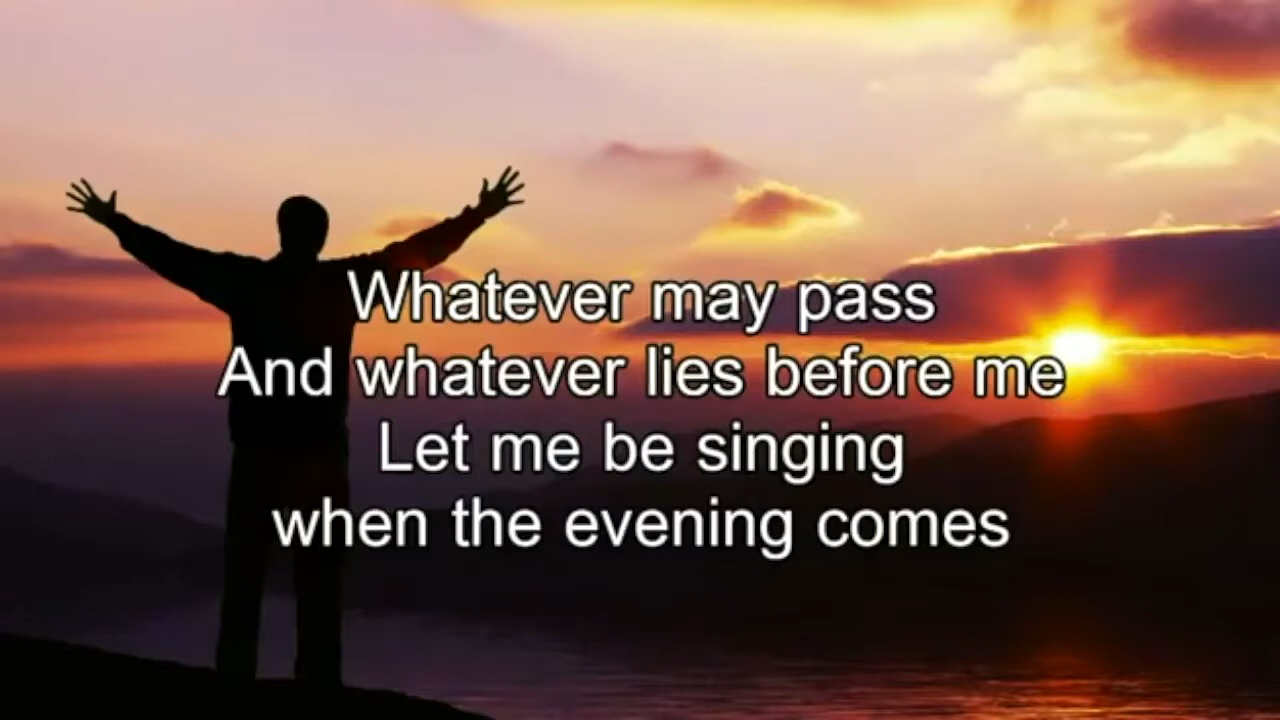 Whatever may pass
And whatever lies before me
Let me be singing
when the evening comes